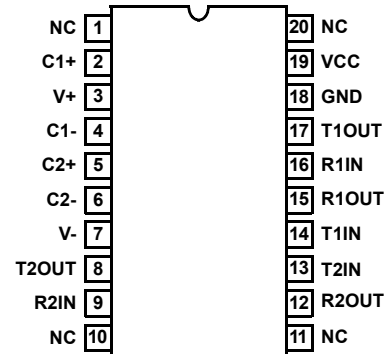 NC 1 20 NC
C1+ 2 19 VCC
V+ 3 18 GND
C1- 4 17 T1OUT
C2+ 5 16 R1IN
C2- 6 15 R1OUT
V- 7 14 T1IN
T2OUT 8 13 T2IN
R2IN 9 12 R2OUT
NC 10 11 NC